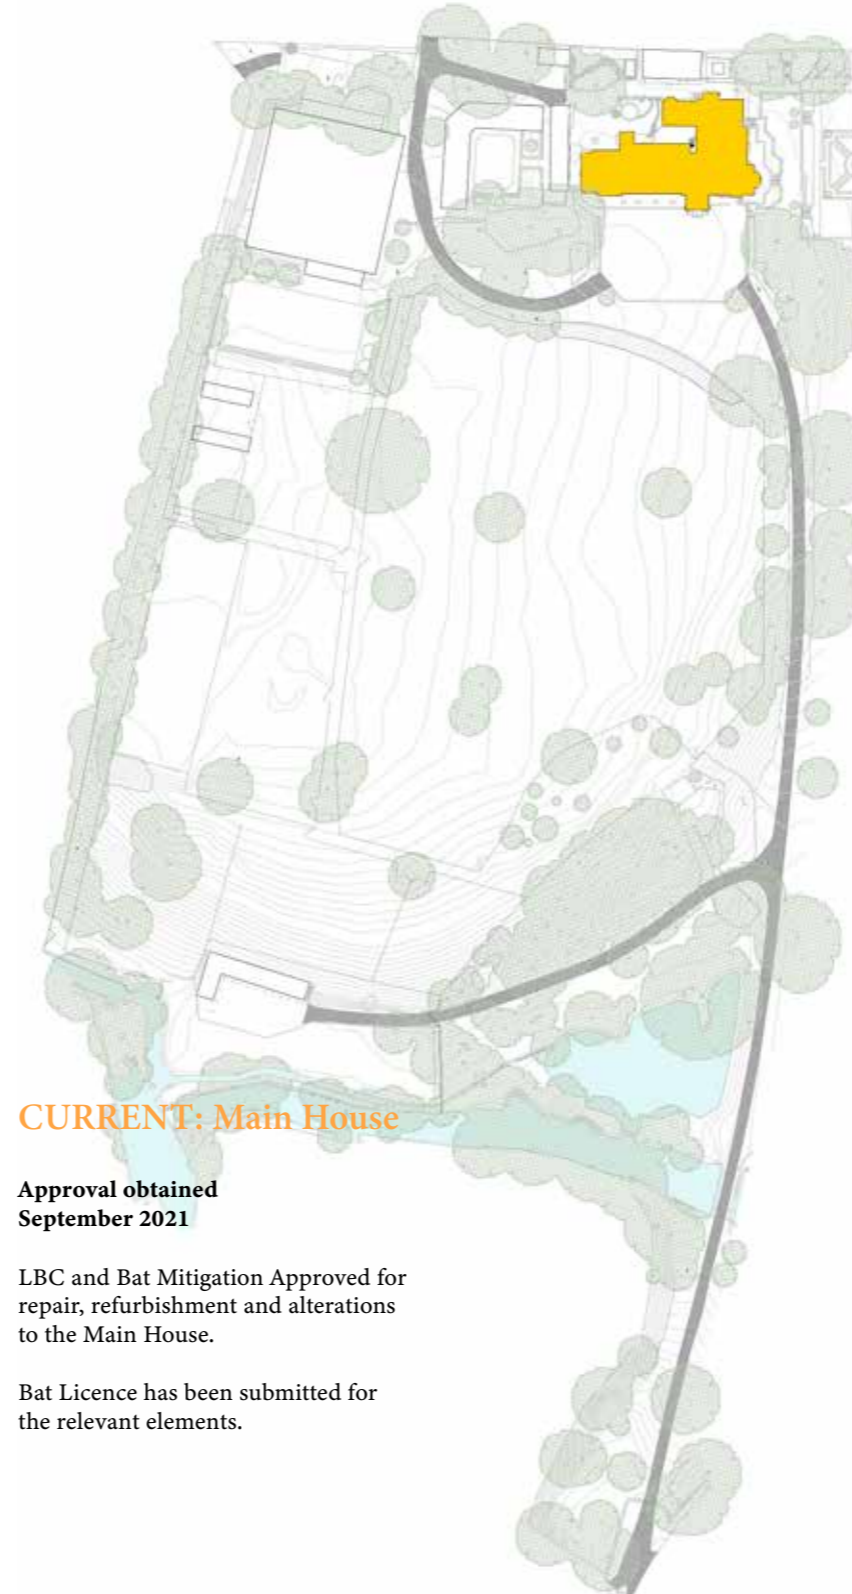 CURRENT: Main House
Approval obtained
September 2021
LBC and Bat Mitigation Approved for
repair, refurbishment and alterations
to the Main House.
Bat Licence has been submitted for
the relevant elements.